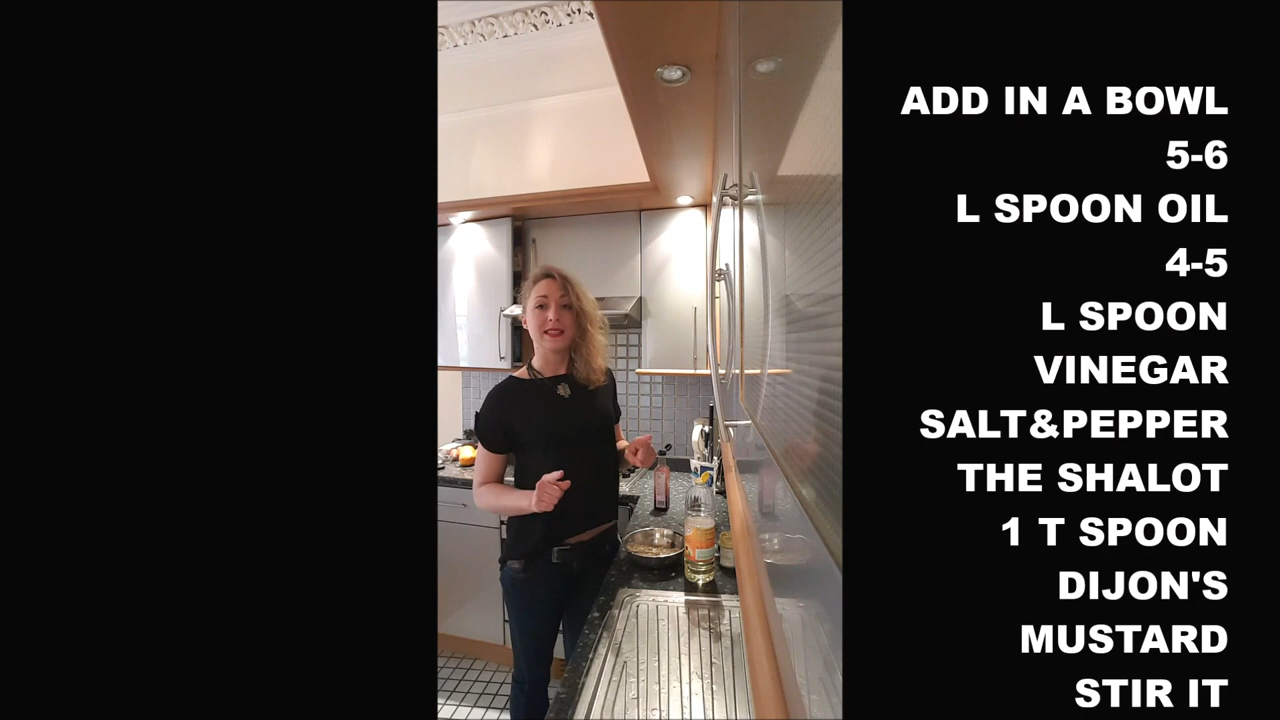 ADD IN A BOWL
5-6
L SPOON OIL
4-5
L SPOON
VINEGAR
SALT&PEPPER
THE SHALOT
1 T SPOON
DIJON'S
MUSTARD
STIR IT